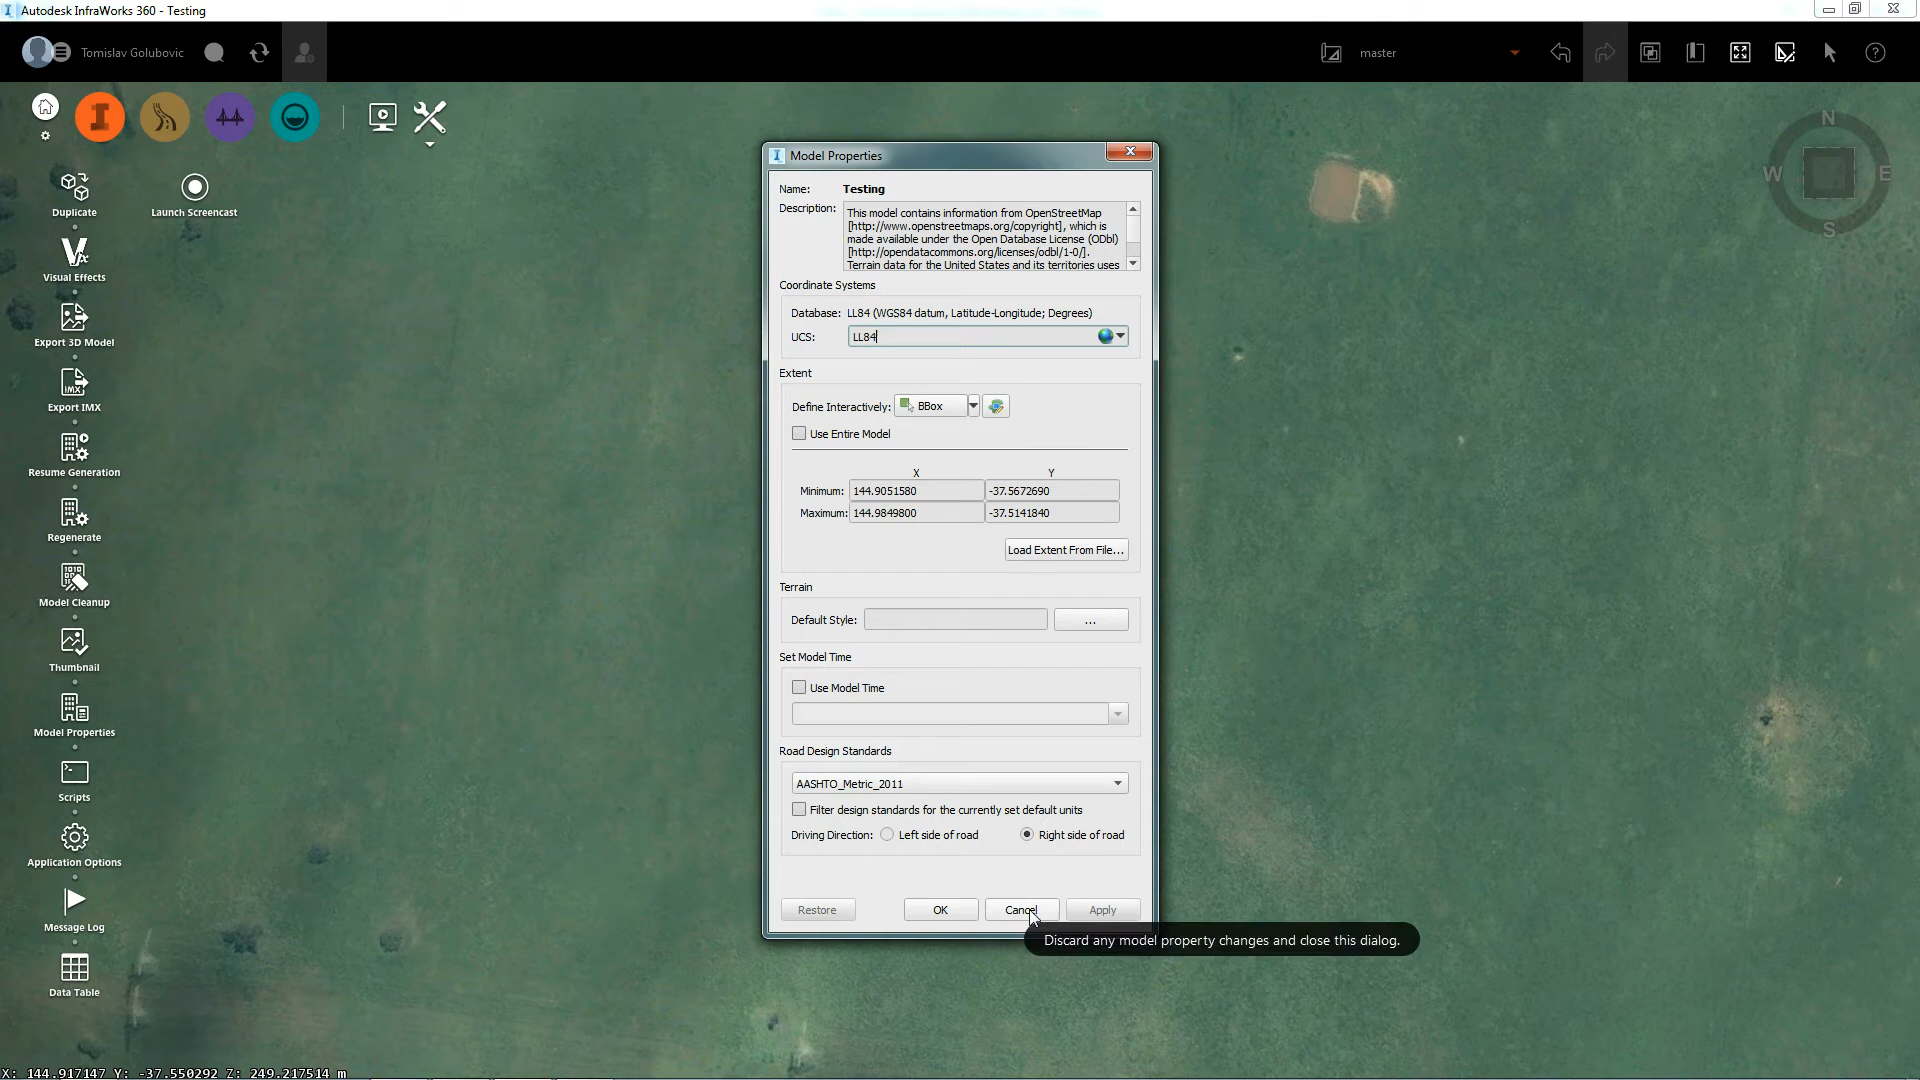 Autodesk InfraWorks 360 - Testing
Tomislav Golubovic
master
Duplicate
Launch Screencast
Visual Effects
Export 3D Model
Export IMX
Resume Generation
Regenerate
Model Cleanup
Thumbnail
Model Properties
Scripts
Application Options
Message Log
Data Table
N
W
E
S
Model Properties
Name: Testing
Description: This model contains information from OpenStreetMap
[http://www.openstreetmaps.org/copyright], which is
made available under the Open Database License (ODbl)
[http://opendatacommons.org/licenses/odbl/1-0/].
Terrain data for the United States and its territories uses
Coordinate Systems
Database: LL84 (WGS84 datum, Latitude-Longitude; Degrees)
UCS: LL84
Extent
Define Interactively: BBox
Use Entire Model
X Y
Minimum: 144.9051580 -37.5672690
Maximum: 144.9849800 -37.5141840
Load Extent From File...
Terrain
Default Style: ...
Set Model Time
Use Model Time
Road Design Standards
AASHTO_Metric_2011
Filter design standards for the currently set default units
Driving Direction: Left side of road Right side of road
Restore OK Cancel Apply
Discard any model property changes and close this dialog.
X: 144.917147 Y: -37.550292 Z: 249.217514 m